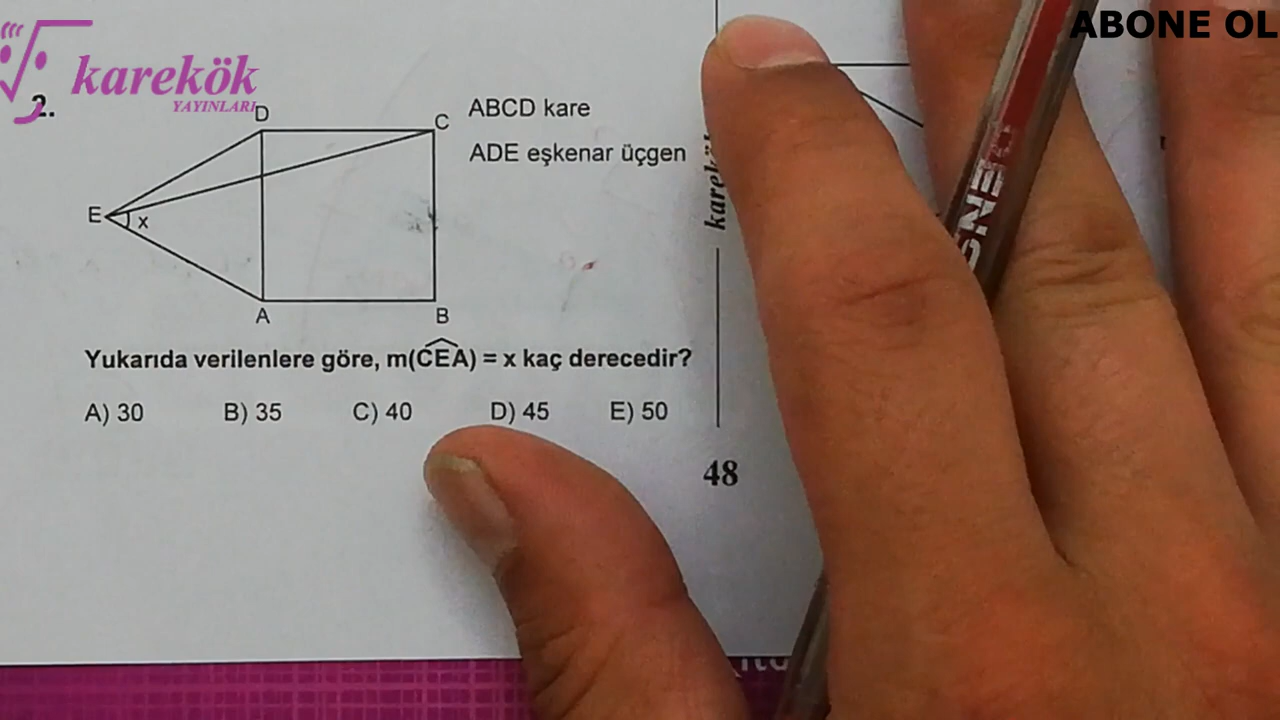 ABONE OL
karekök
YAYINLARI
2.
D
C
ABCD kare
ADE eşkenar üçgen
E
x
A
B
Yukarıda verilenlere göre, m(CEA) = x kaç derecedir?
A) 30 B) 35 C) 40 D) 45 E) 50
karekök
48